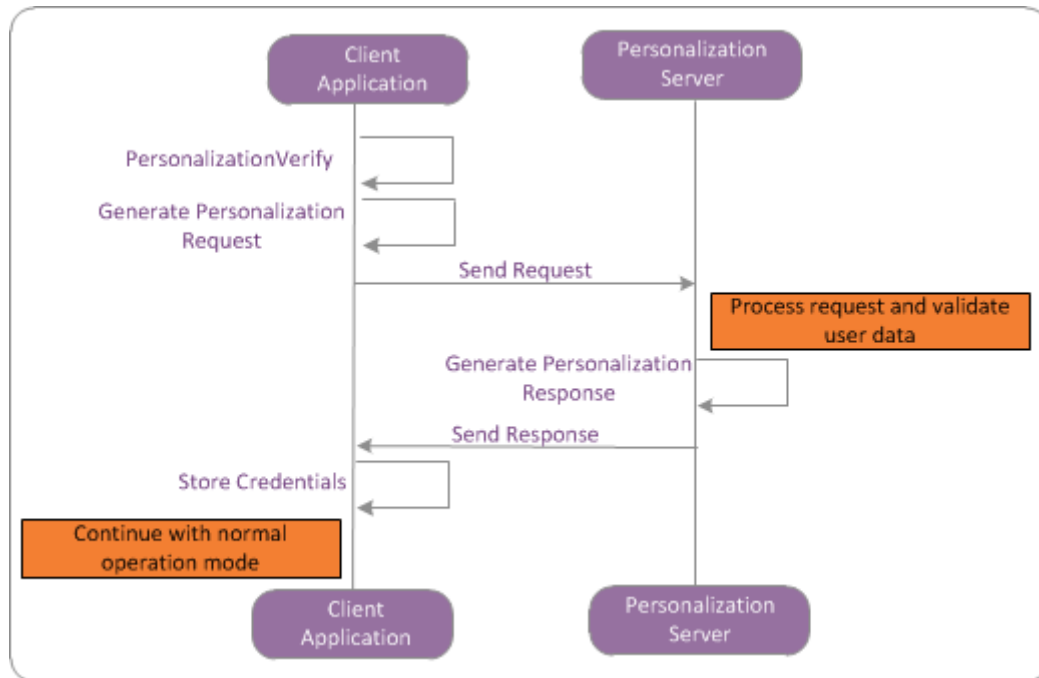 Client
Application
Personalization
Server
PersonalizationVerify
Generate Personalization
Request
Send Request
Process request and validate
user data
Generate Personalization
Response
Send Response
Store Credentials
Continue with normal
operation mode
Client
Application
Personalization
Server